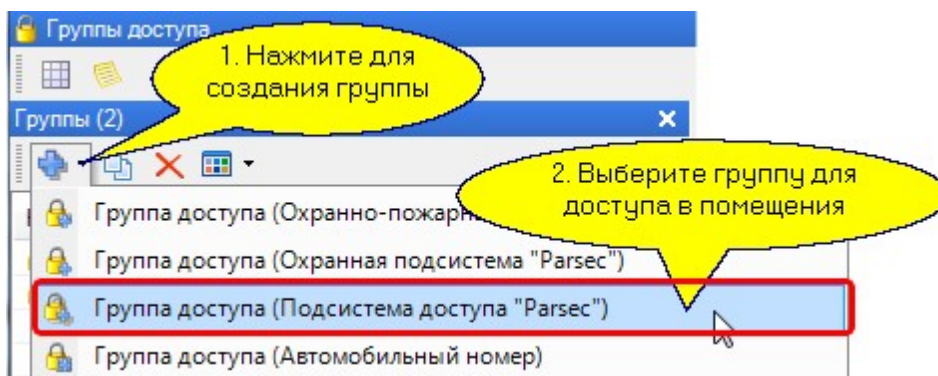 Группы доступа
1. Нажмите для
создания группы
Группы (2)
2. Выберите группу для
доступа в помещения
Группа доступа (Охранно-пожарн
Группа доступа (Охранная подсистема "Parsec")
Группа доступа (Подсистема доступа "Parsec")
Группа доступа (Автомобильный номер)